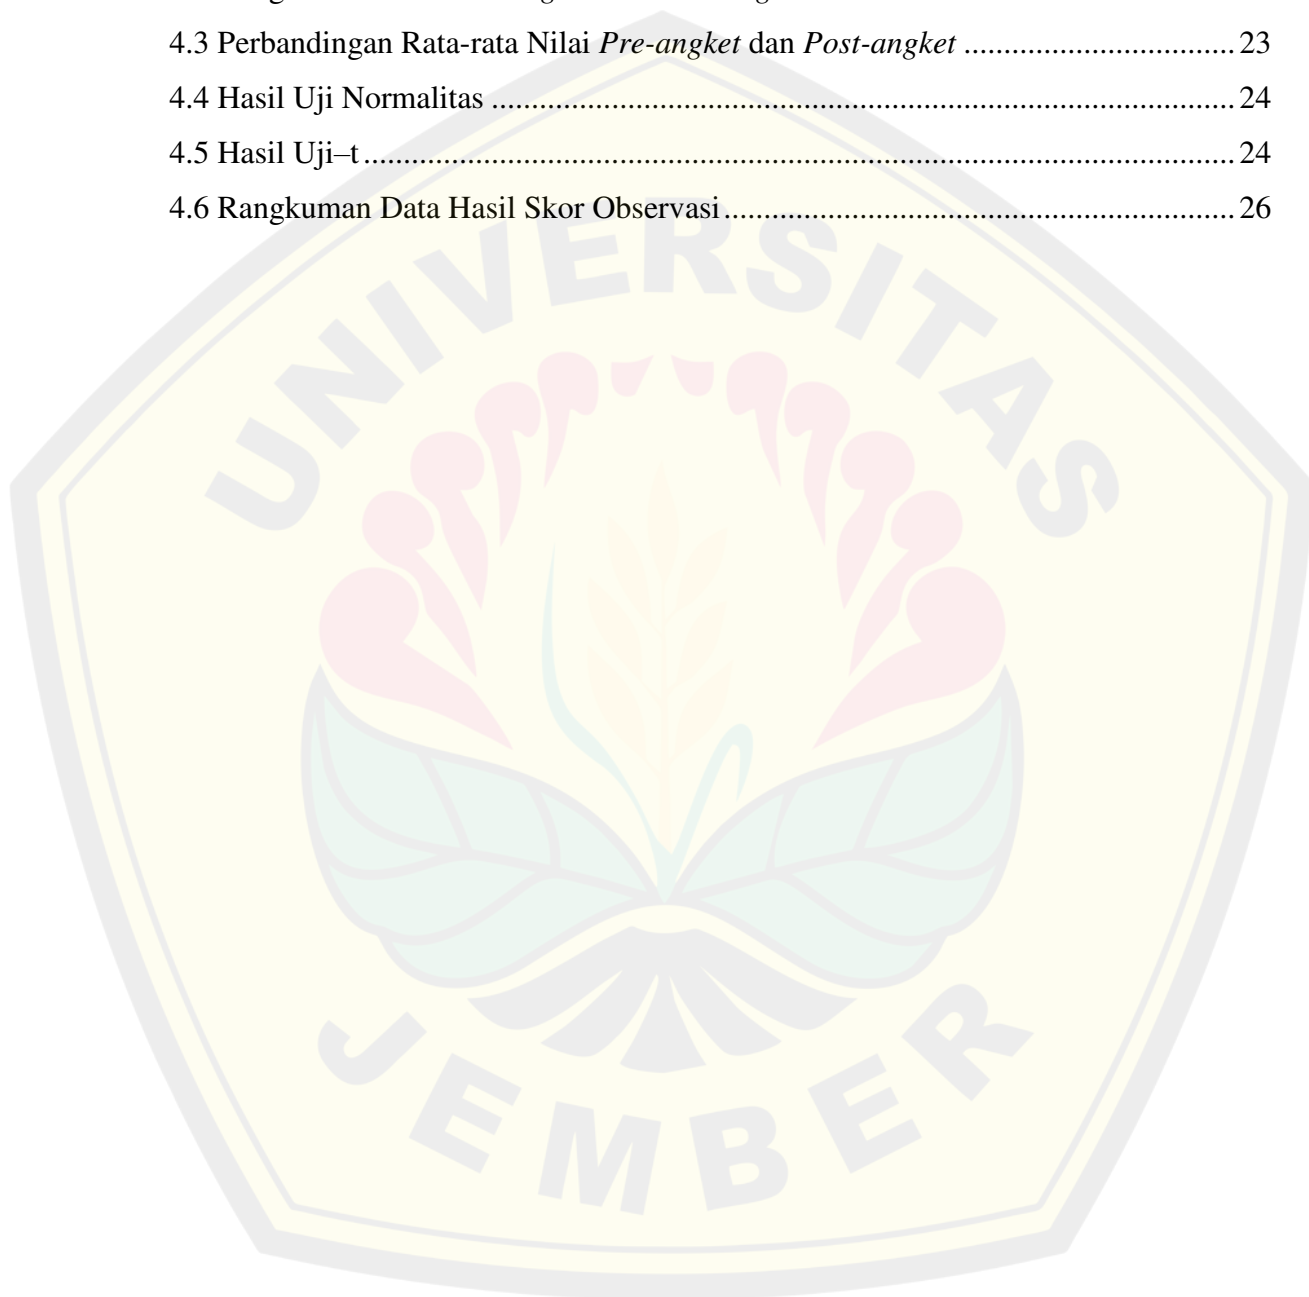 4.3 Perbandingan Rata-rata Nilai Pre-angket dan Post-angket ................................. 23
4.4 Hasil Uji Normalitas ........................................................................................... 24
4.5 Hasil Uji–t ........................................................................................................... 24
4.6 Rangkuman Data Hasil Skor Observasi ............................................................... 26
UNIVERSITAS
JEMBER